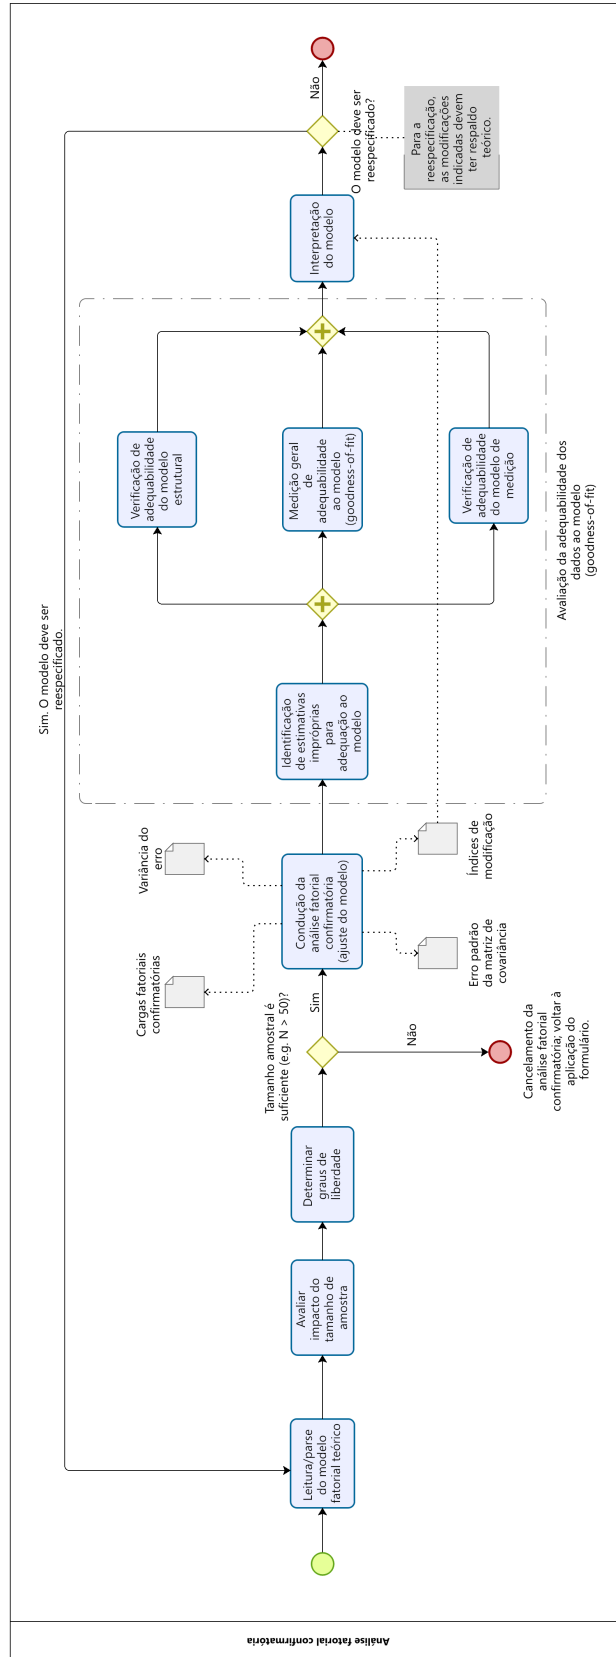 Análise fatorial confirmatória
Leitura/parse
do modelo
fatorial teórico
Avaliar
impacto do
tamanho de
amostra
Determinar
graus de
liberdade
Tamanho amostral é
suficiente (e.g. N > 50)?
Sim
Não
Cancelamento da
análise fatorial
confirmatória; voltar à
aplicação do
formulário.
Condução da
análise fatorial
confirmatória
(ajuste do modelo)
Cargas fatoriais
confirmatórias
Variância do
erro
Erro padrão
da matriz de
covariância
Índices de
modificação
Identificação
de estimativas
impróprias
para
adequação ao
modelo
Verificação de
adequabilidade
do modelo
estrutural
Medição geral
de
adequabilidade
ao modelo
(goodness-of-fit)
Verificação de
adequabilidade
do modelo de
medição
Avaliação da adequabilidade dos
dados ao modelo
(goodness-of-fit)
Interpretação
do modelo
O modelo deve ser
reespecificado?
Não
Sim. O modelo deve ser
reespecificado.
Para a
reespecificação,
as modificações
indicadas devem
ter respaldo
teórico.